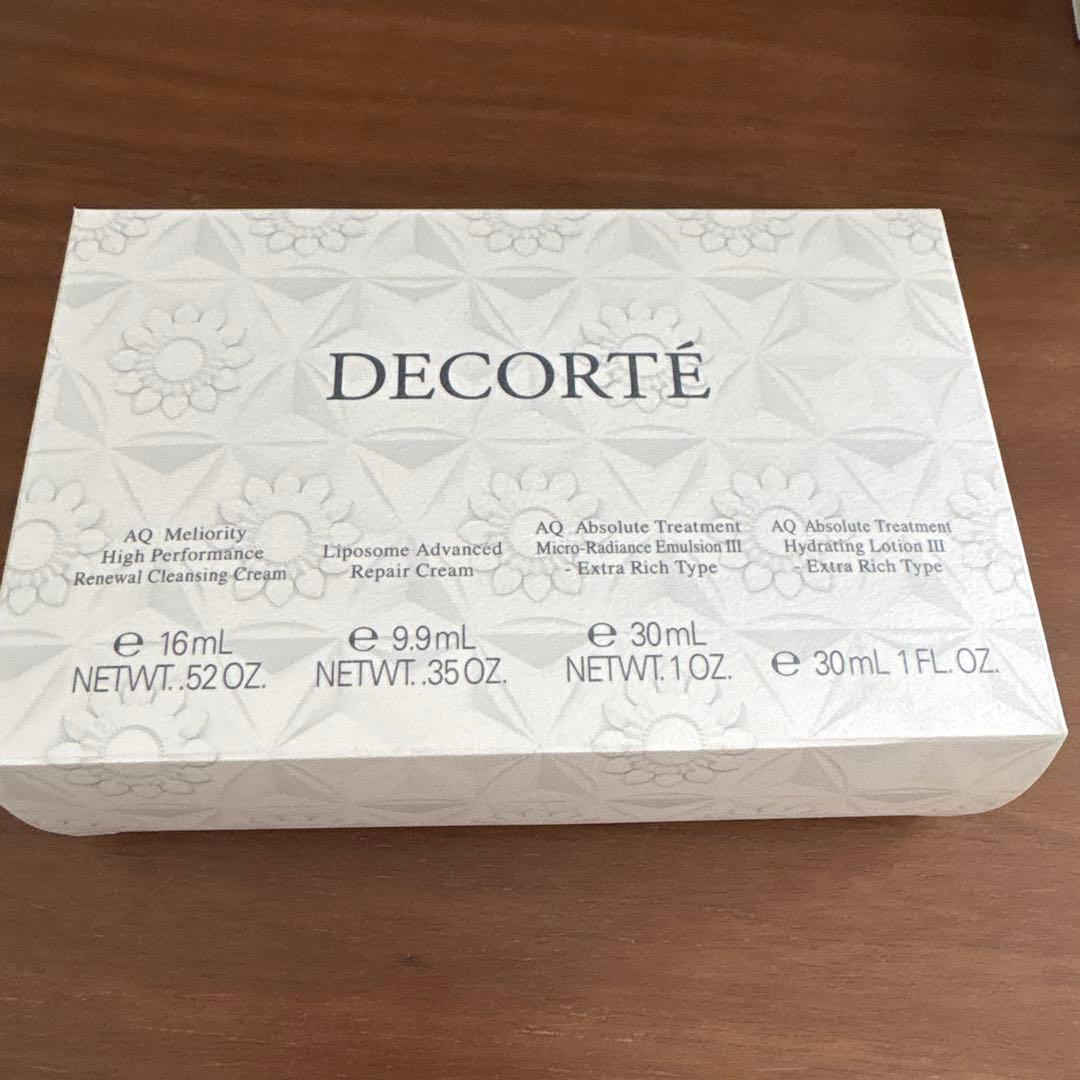 DECORTÉ
AQ Meliority
High Performance
Renewal Cleansing Cream
℮ 16mL
NETWT. .52 OZ.
Liposome Advanced
Repair Cream
℮ 9.9mL
NETWT. .35 OZ.
AQ Absolute Treatment
Micro-Radiance Emulsion III
- Extra Rich Type
℮ 30mL
NETWT. 1 OZ.
AQ Absolute Treatment
Hydrating Lotion III
- Extra Rich Type
℮ 30mL 1 FL. OZ.